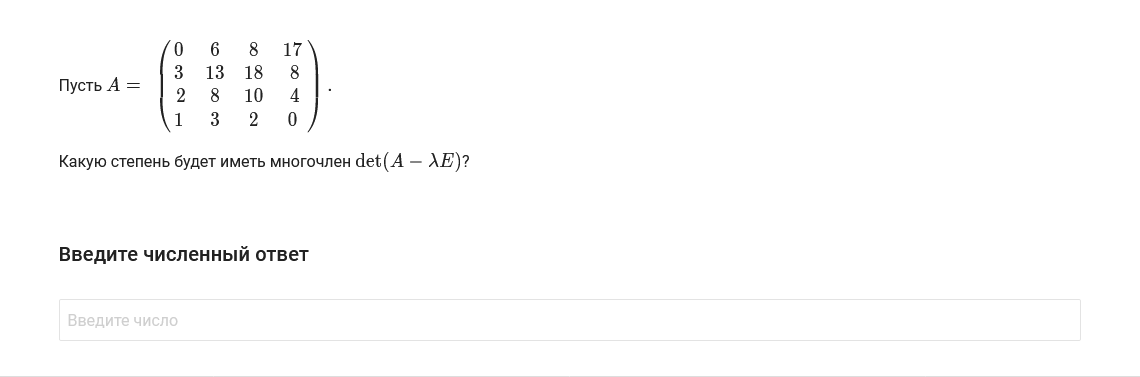 Пусть A = \begin{pmatrix} 0 & 6 & 8 & 17 \\ 3 & 13 & 18 & 8 \\ 2 & 8 & 10 & 4 \\ 1 & 3 & 2 & 0 \end{pmatrix}.
Какую степень будет иметь многочлен det(A − λE)?
Введите численный ответ
Введите число